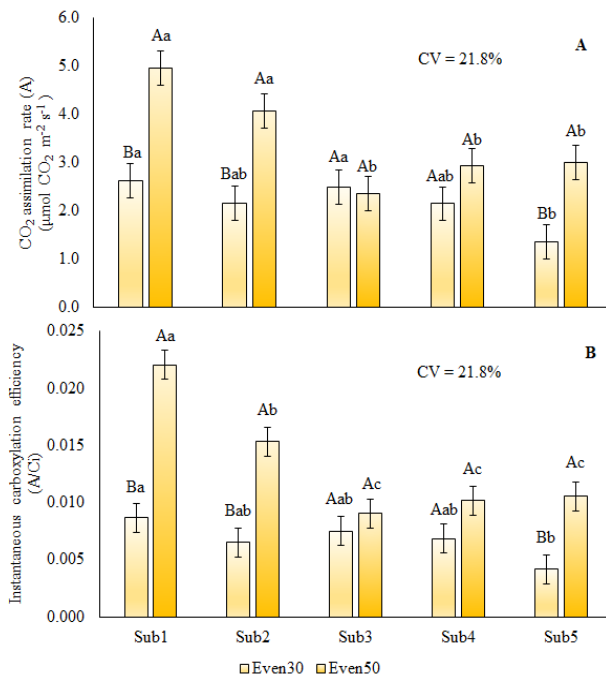 6.0
5.0
4.0
3.0
2.0
1.0
0.0
CO₂ assimilation rate (A)
(µmol CO₂ m⁻² s⁻¹)
A
CV = 21.8%
Ba
Aa
Bab
Aa
Aa
Ab
Aab
Ab
Bb
Ab
0.025
0.020
0.015
0.010
0.005
0.000
Instantaneous carboxylation efficiency
(A/Ci)
B
CV = 21.8%
Ba
Aa
Bab
Ab
Aab
Ac
Aab
Ac
Bb
Ac
Sub1 Sub2 Sub3 Sub4 Sub5
Even30 Even50